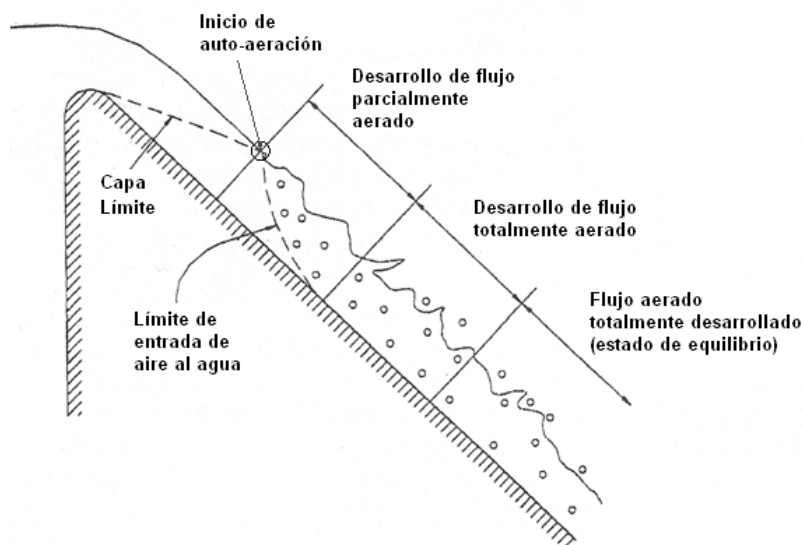 Inicio de
auto-aeración
Desarrollo de flujo
parcialmente
aerado
Capa
Límite
Desarrollo de flujo
totalmente aerado
Flujo aerado
totalmente desarrollado
(estado de equilibrio)
Límite de
entrada de
aire al agua